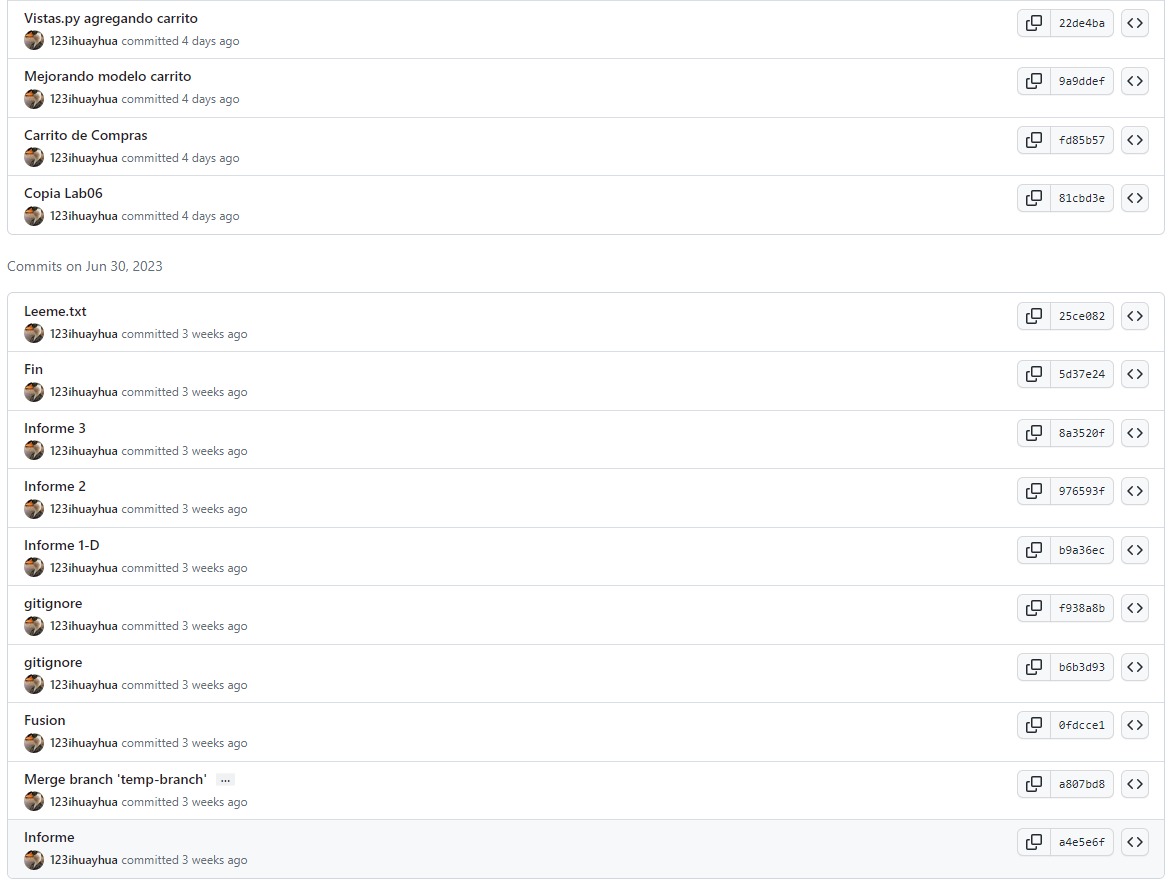 Vistas.py agregando carrito
22de4ba
123ihuayhua committed 4 days ago
Mejorando modelo carrito
9a9ddef
123ihuayhua committed 4 days ago
Carrito de Compras
fd85b57
123ihuayhua committed 4 days ago
Copia Lab06
81cbd3e
123ihuayhua committed 4 days ago
Commits on Jun 30, 2023
Leeme.txt
25ce082
123ihuayhua committed 3 weeks ago
Fin
5d37e24
123ihuayhua committed 3 weeks ago
Informe 3
8a3520f
123ihuayhua committed 3 weeks ago
Informe 2
976593f
123ihuayhua committed 3 weeks ago
Informe 1-D
b9a36ec
123ihuayhua committed 3 weeks ago
gitignore
f938a8b
123ihuayhua committed 3 weeks ago
gitignore
b6b3d93
123ihuayhua committed 3 weeks ago
Fusion
0fdcce1
123ihuayhua committed 3 weeks ago
Merge branch 'temp-branch' ...
a807bd8
123ihuayhua committed 3 weeks ago
Informe
a4e5e6f
123ihuayhua committed 3 weeks ago